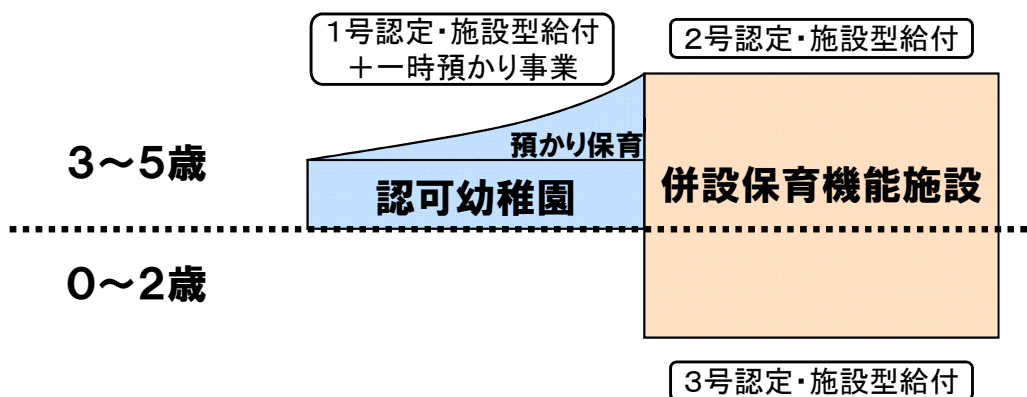 1号認定・施設型給付
+一時預かり事業
2号認定・施設型給付
3~5歳
預かり保育
認可幼稚園
併設保育機能施設
0~2歳
3号認定・施設型給付